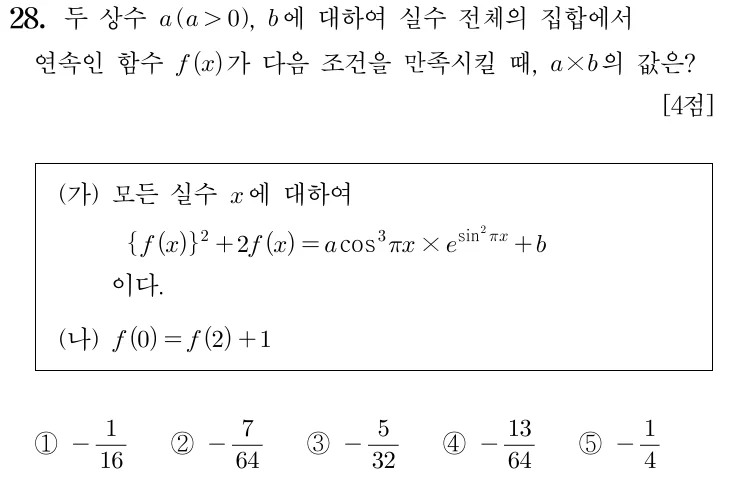 28. 두 상수 a(a>0), b에 대하여 실수 전체의 집합에서
연속인 함수 f(x)가 다음 조건을 만족시킬 때, a×b의 값은?
[4점]
(가) 모든 실수 x에 대하여
{f(x)}²+2f(x)=acos³πx×e^(sin²πx)+b
이다.
(나) f(0)=f(2)+1
① -1/16 ② -7/64 ③ -5/32 ④ -13/64 ⑤ -1/4